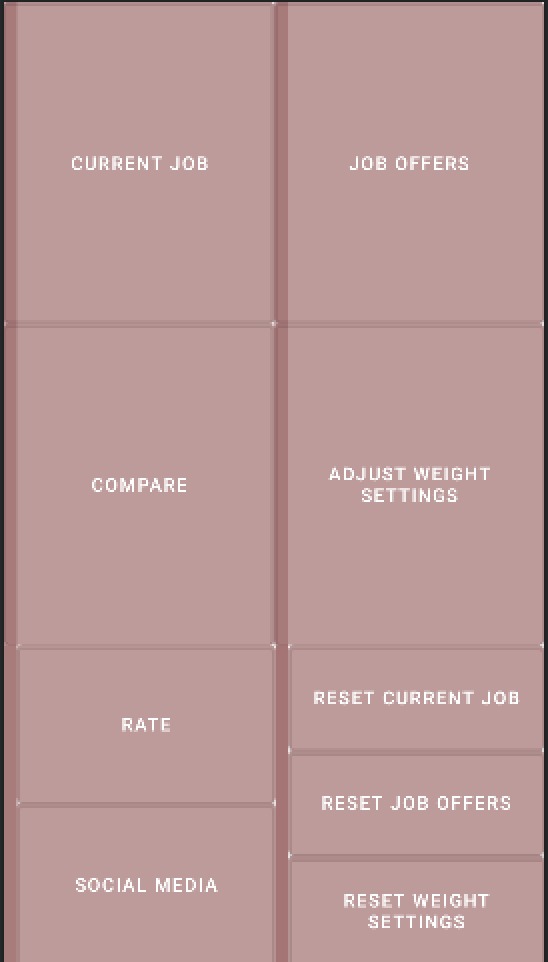 CURRENT JOB
JOB OFFERS
COMPARE
ADJUST WEIGHT
SETTINGS
RATE
SOCIAL MEDIA
RESET CURRENT JOB
RESET JOB OFFERS
RESET WEIGHT
SETTINGS